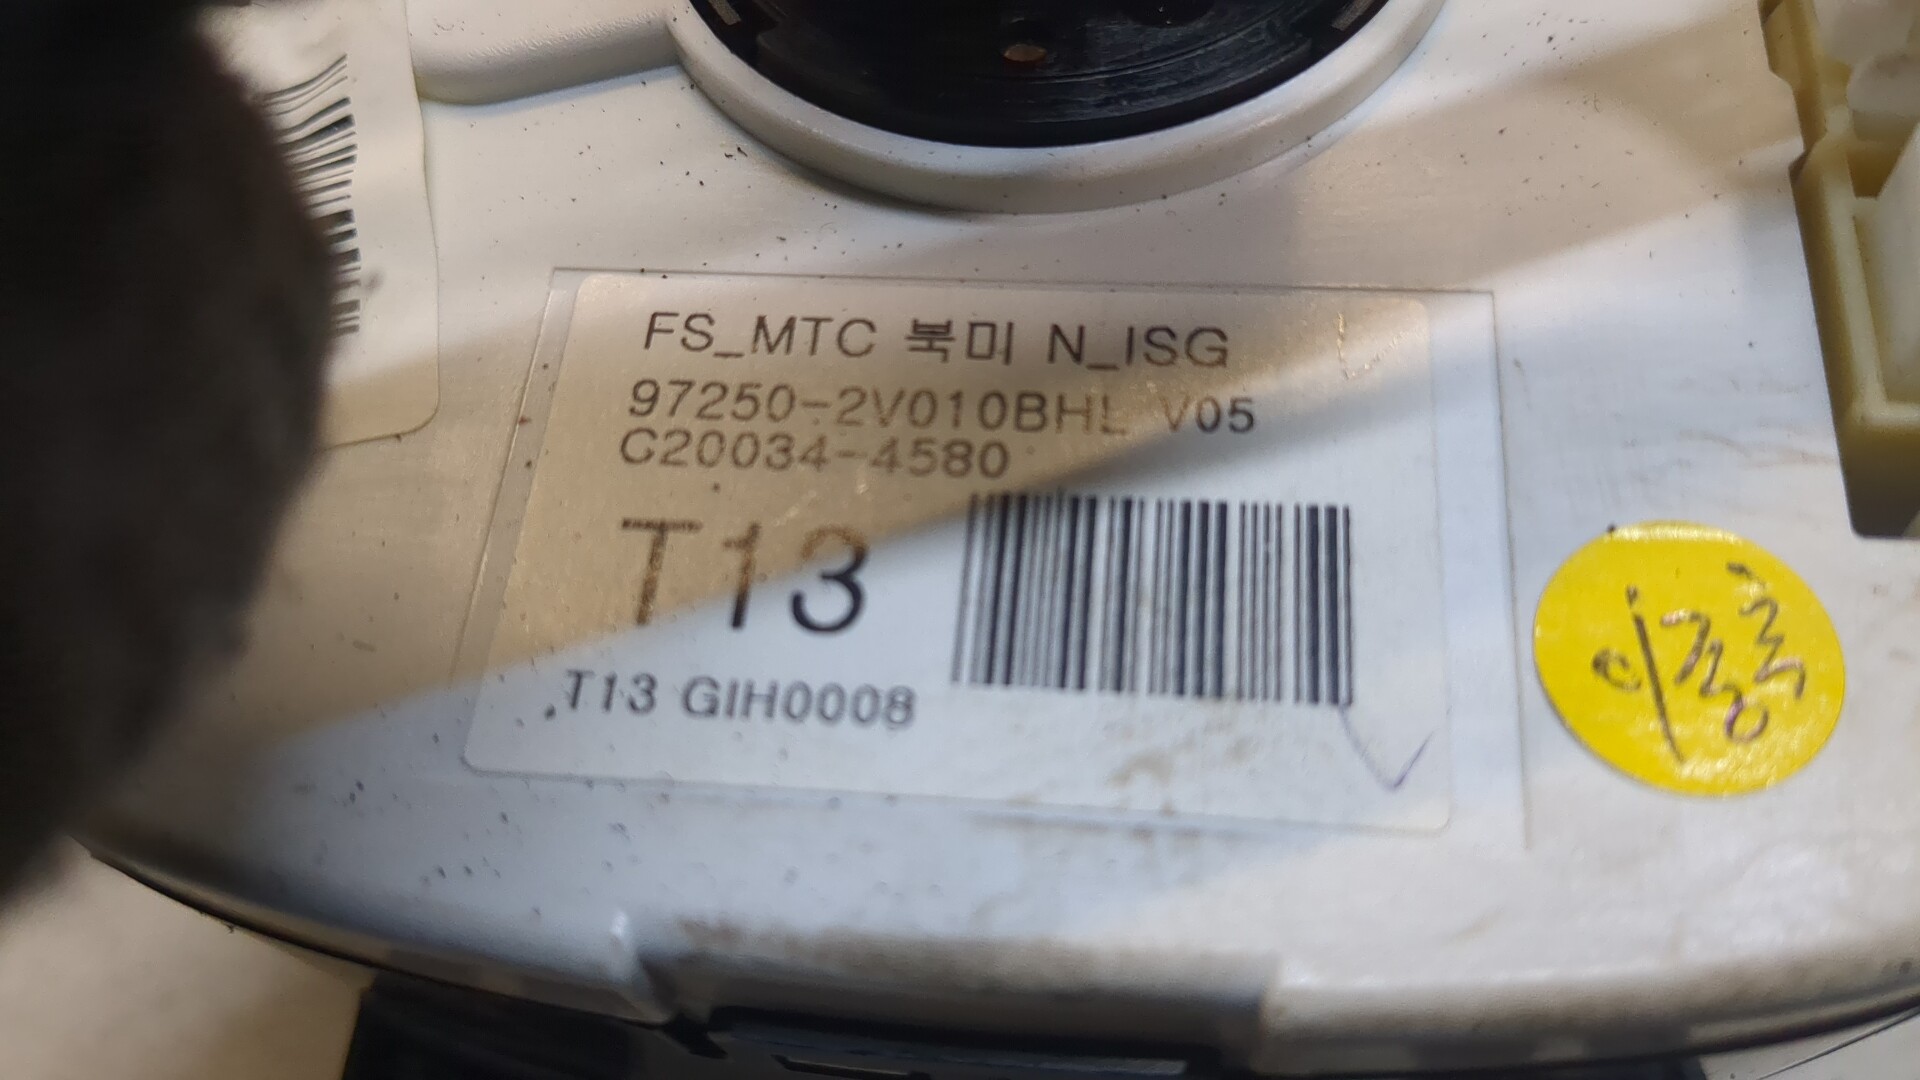 FS_MTC 북미 N_ISG
97250-2V010BHL V05
C20034-4580
T13
T13 GIH0008